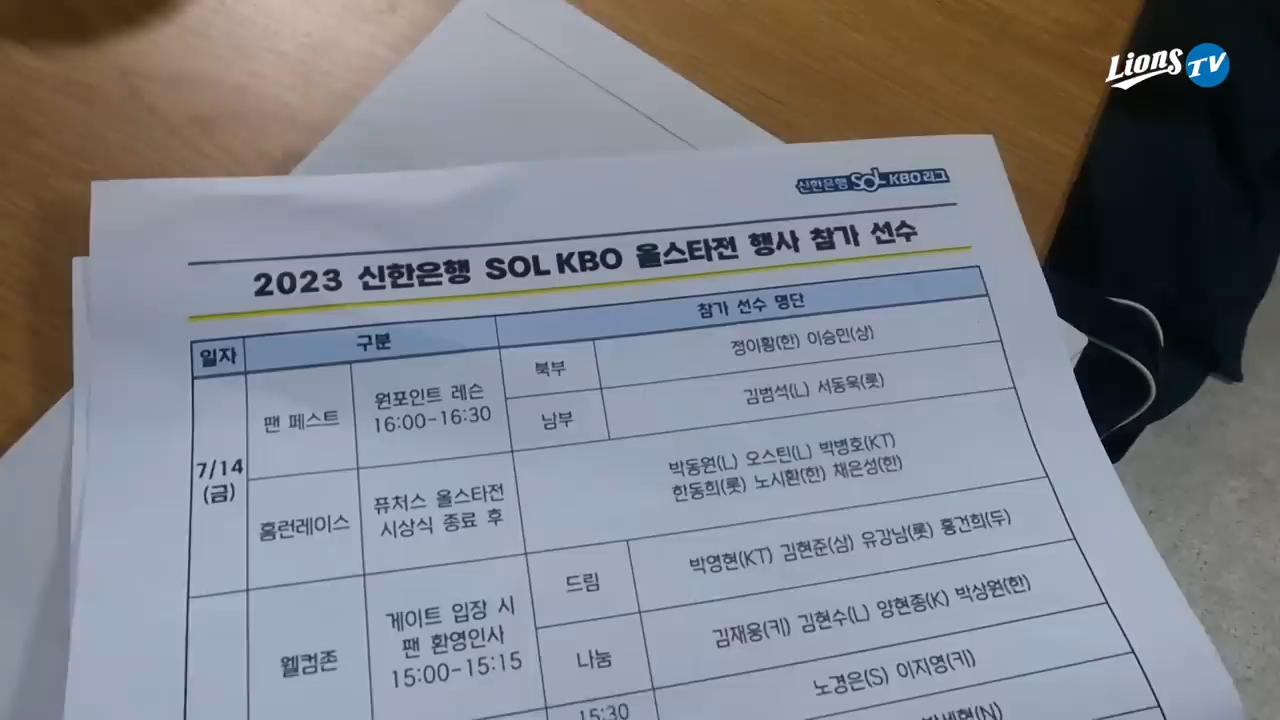 Lions TV
신한은행 SOL KBO 리그
2023 신한은행 SOL KBO 올스타전 행사 참가 선수
일자 구분 참가 선수 명단
7/14
(금)
팬 페스트
원포인트 레슨
16:00-16:30
북부 정이황(한) 이승민(상)
남부 김범석(L) 서동욱(롯)
홈런레이스
퓨처스 올스타전
시상식 종료 후
박동원(L) 오스틴(L) 박병호(KT)
한동희(롯) 노시환(한) 채은성(한)
웰컴존
게이트 입장 시
팬 환영인사
15:00-15:15
드림 박영현(KT) 김현준(삼) 유강남(롯) 홍건희(두)
나눔 김재웅(키) 김현수(L) 양현종(K) 박상원(한)
15:30
노경은(S) 이지영(키)
박세혁(N)